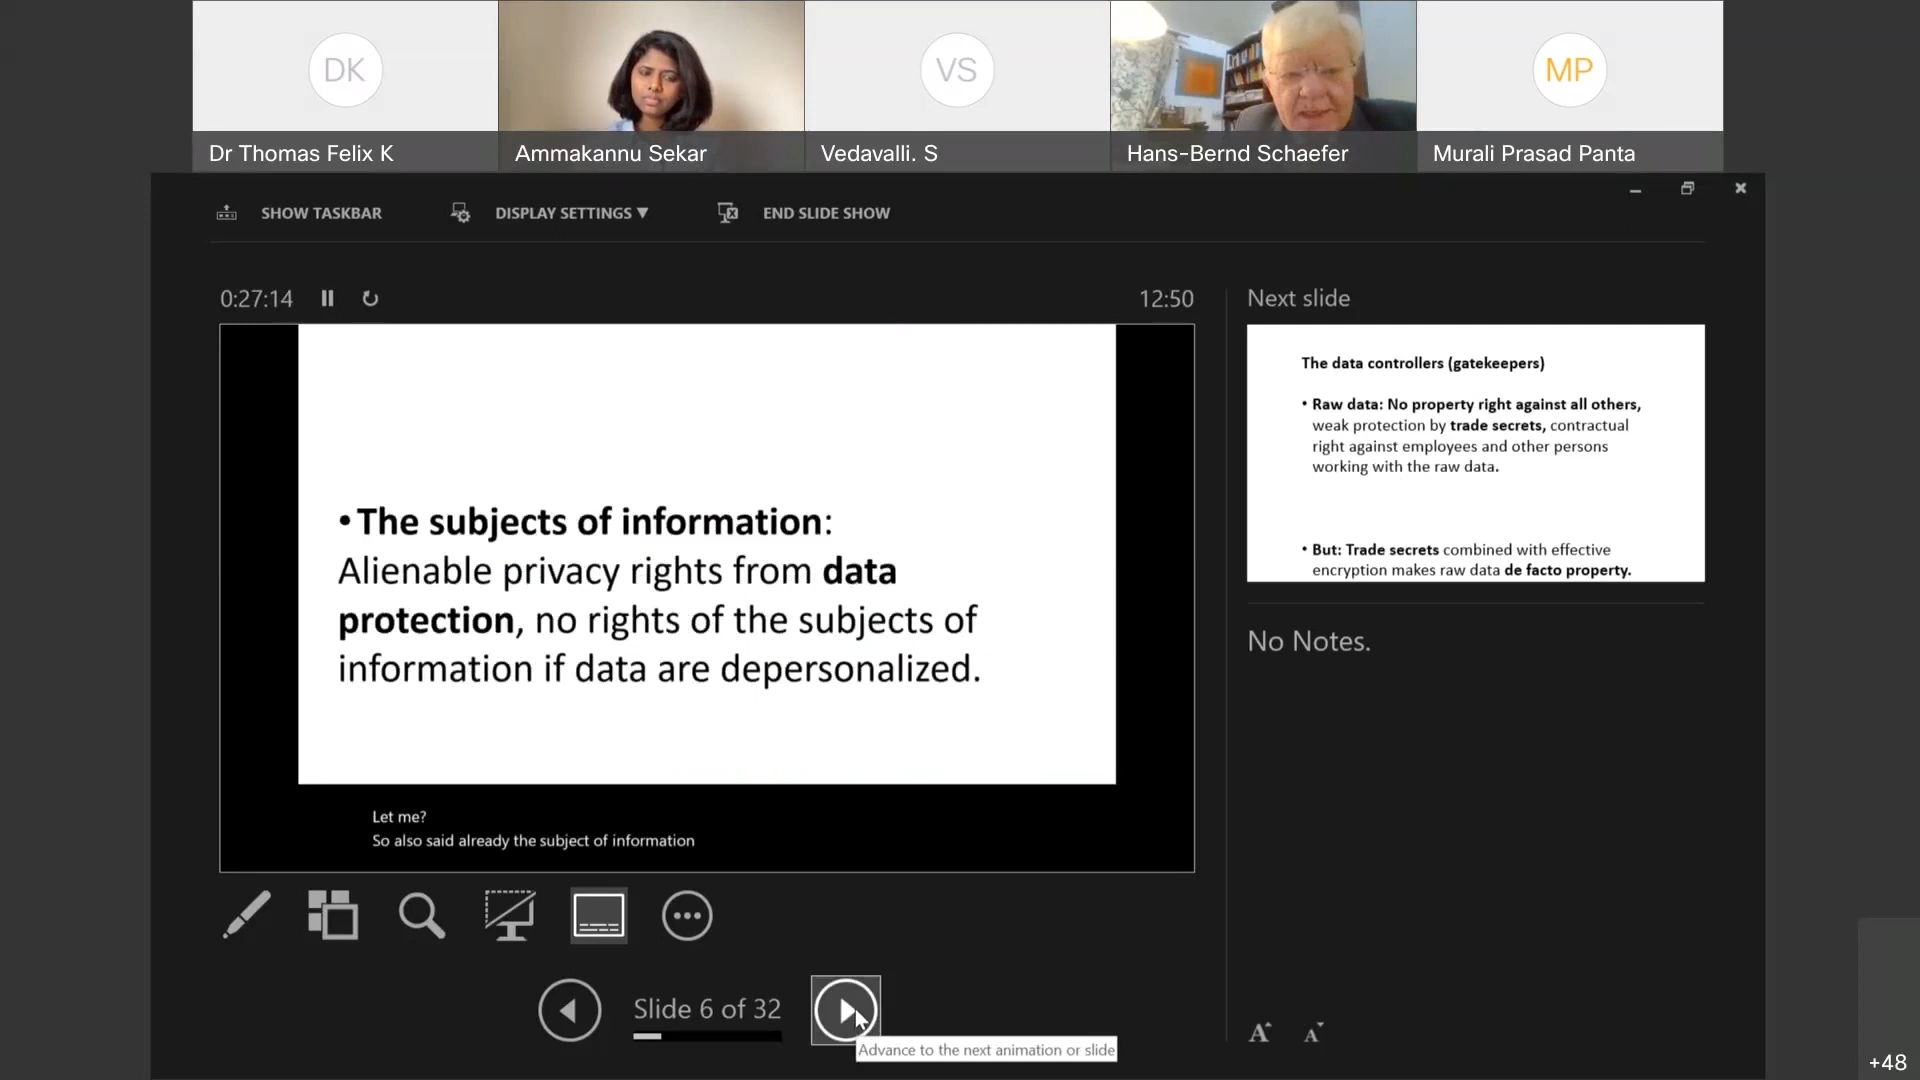 DK
VS
MP
Dr Thomas Felix K
Ammakannu Sekar
Vedavalli. S
Hans-Bernd Schaefer
Murali Prasad Panta
SHOW TASKBAR
DISPLAY SETTINGS ▼
END SLIDE SHOW
0:27:14
12:50
• The subjects of information:
Alienable privacy rights from data
protection, no rights of the subjects of
information if data are depersonalized.
Let me?
So also said already the subject of information
Next slide
The data controllers (gatekeepers)
• Raw data: No property right against all others,
weak protection by trade secrets, contractual
right against employees and other persons
working with the raw data.
• But: Trade secrets combined with effective
encryption makes raw data de facto property.
No Notes.
Slide 6 of 32
Advance to the next animation or slide
A A
+48